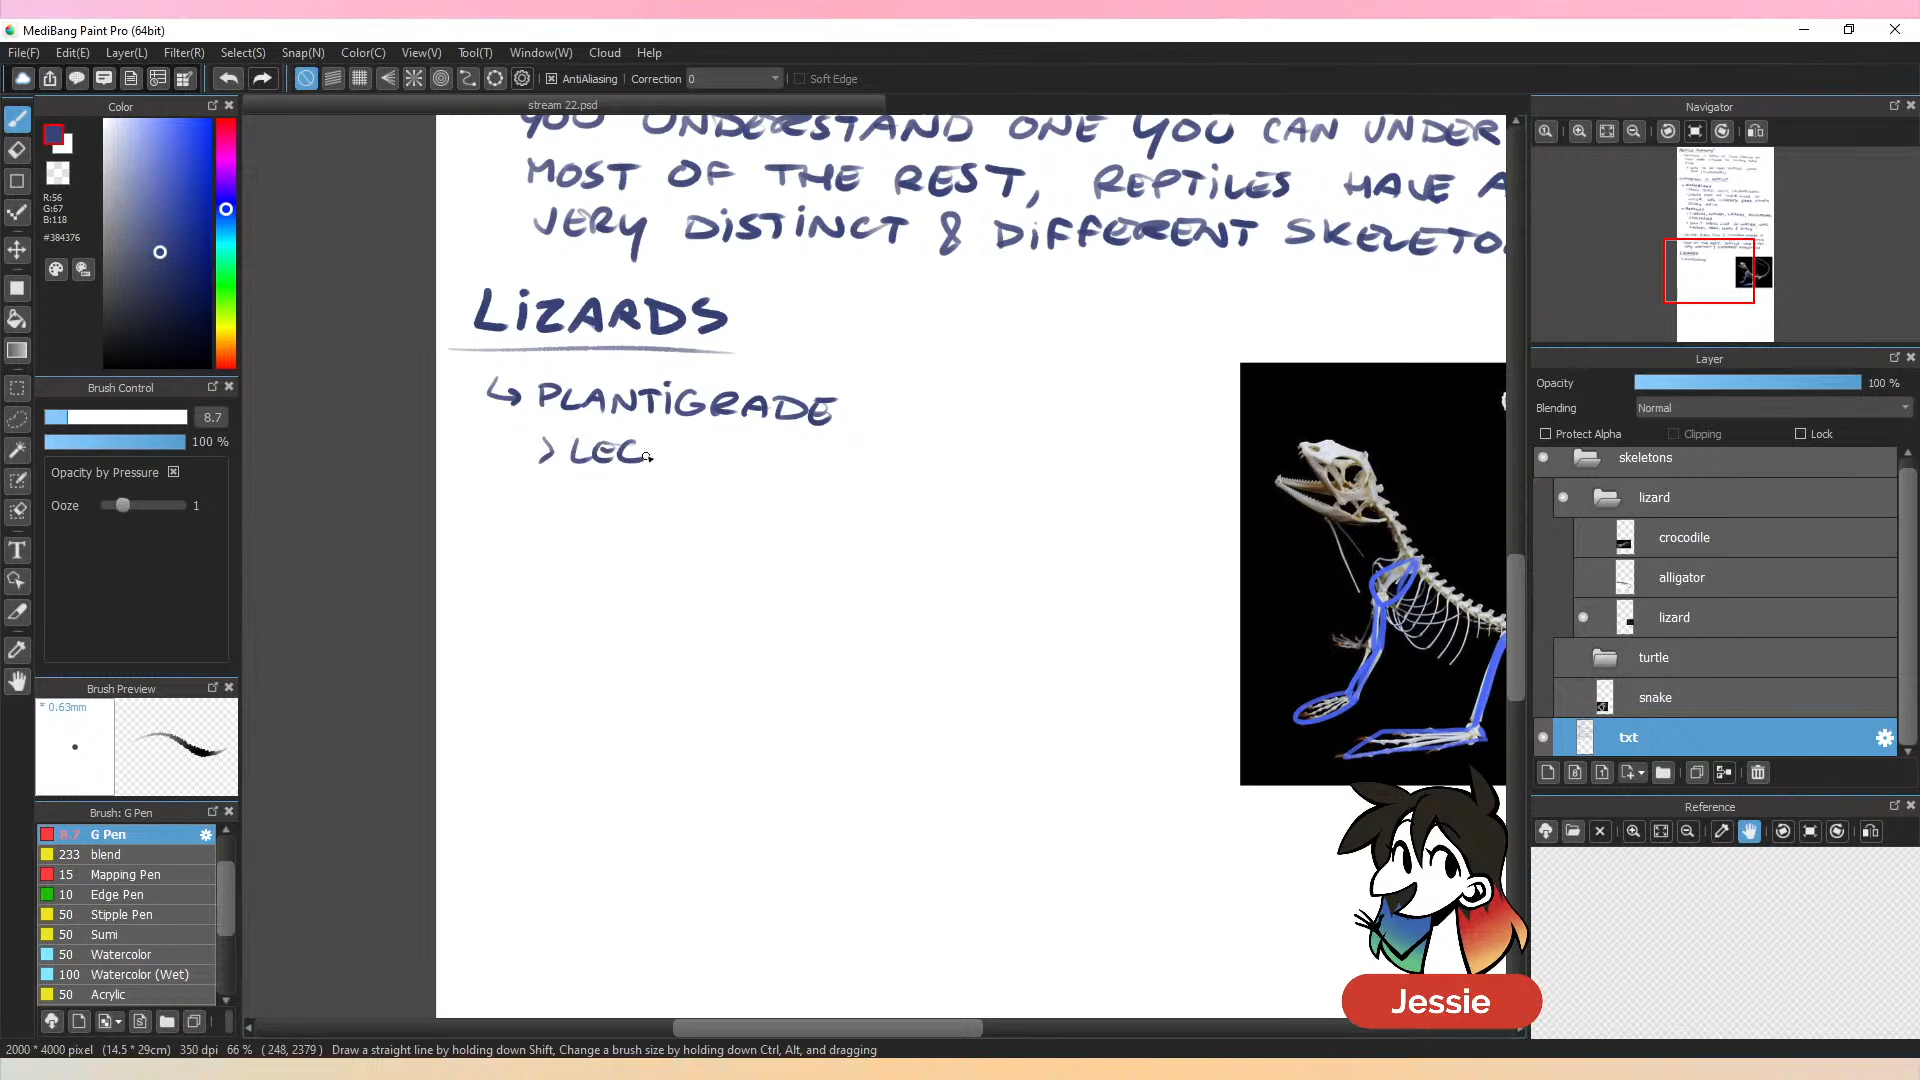 MediBang Paint Pro (64bit)
File(F) Edit(E) Layer(L) Filter(R) Select(S) Snap(N) Color(C) View(V) Tool(T) Window(W) Cloud Help
AntiAliasing Correction 0 Soft Edge
Color
stream 22.psd
Navigator
R:56
G:67
B:118
#384376
YOU UNDERSTAND ONE YOU CAN UNDER
MOST OF THE REST, REPTILES HAVE A
VERY DISTINCT & DIFFERENT SKELETO
LIZARDS
↳ PLANTIGRADE
> LEC
Brush Control
8.7
100 %
Opacity by Pressure
Ooze 1
Brush Preview
* 0.63mm
Brush: G Pen
8.7 G Pen
233 blend
15 Mapping Pen
10 Edge Pen
50 Stipple Pen
50 Sumi
50 Watercolor
100 Watercolor (Wet)
50 Acrylic
Layer
Opacity 100 %
Blending Normal
Protect Alpha Clipping Lock
skeletons
lizard
crocodile
alligator
lizard
turtle
snake
txt
Reference
Jessie
2000 * 4000 pixel (14.5 * 29cm) 350 dpi 66 % ( 248, 2379 ) Draw a straight line by holding down Shift, Change a brush size by holding down Ctrl, Alt, and dragging